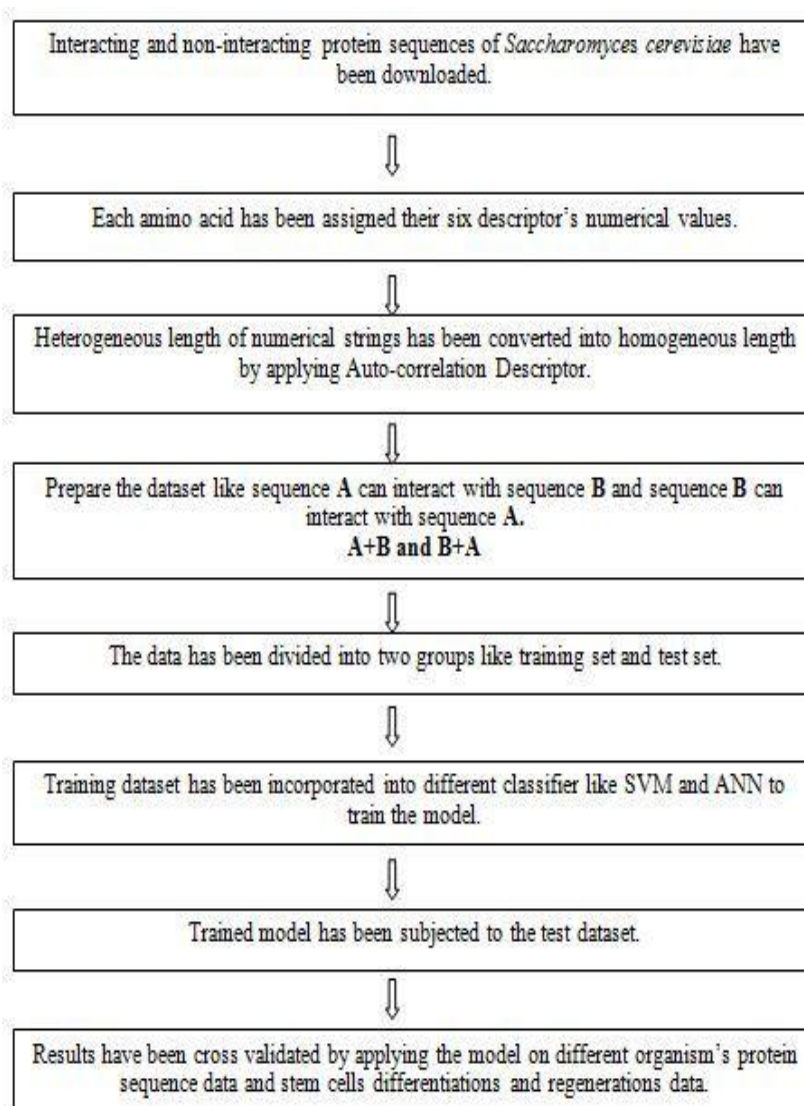 Interacting and non-interacting protein sequences of Saccharomyces cerevisiae have
been downloaded.
Each amino acid has been assigned their six descriptor's numerical values.
Heterogeneous length of numerical strings has been converted into homogeneous length
by applying Auto-correlation Descriptor.
Prepare the dataset like sequence A can interact with sequence B and sequence B can
interact with sequence A.
A+B and B+A
The data has been divided into two groups like training set and test set.
Training dataset has been incorporated into different classifier like SVM and ANN to
train the model.
Trained model has been subjected to the test dataset.
Results have been cross validated by applying the model on different organism's protein
sequence data and stem cells differentiations and regenerations data.